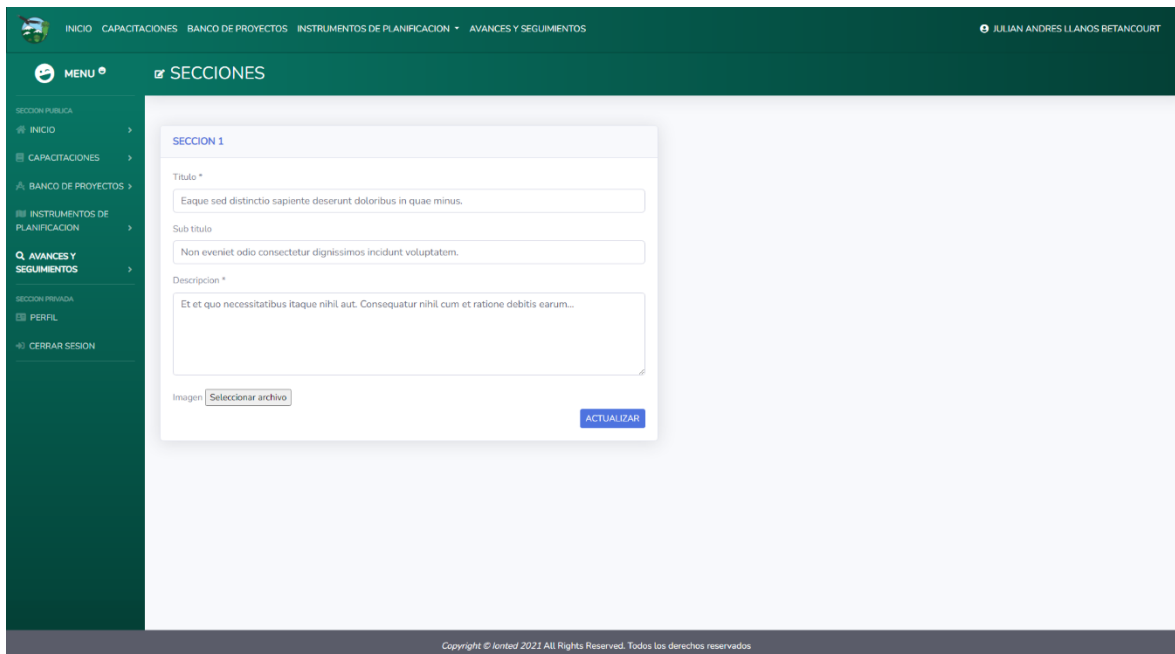 INICIO CAPACITACIONES BANCO DE PROYECTOS INSTRUMENTOS DE PLANIFICACION AVANCES Y SEGUIMIENTOS
JULIAN ANDRES LLANOS BETANCOURT
MENU
SECCIONES
SECCION PUBLICA
INICIO
CAPACITACIONES
BANCO DE PROYECTOS
INSTRUMENTOS DE
PLANIFICACION
AVANCES Y
SEGUIMIENTOS
SECCION PRIVADA
PERFIL
CERRAR SESION
SECCION 1
Titulo *
Eaque sed distinctio sapiente deserunt doloribus in quae minus.
Sub titulo
Non eveniet odio consectetur dignissimos incidunt voluptatem.
Descripcion *
Et et quo necessitatibus itaque nihil aut. Consequatur nihil cum et ratione debitis earum...
Imagen Seleccionar archivo
ACTUALIZAR
Copyright © Ionted 2021 All Rights Reserved. Todos los derechos reservados